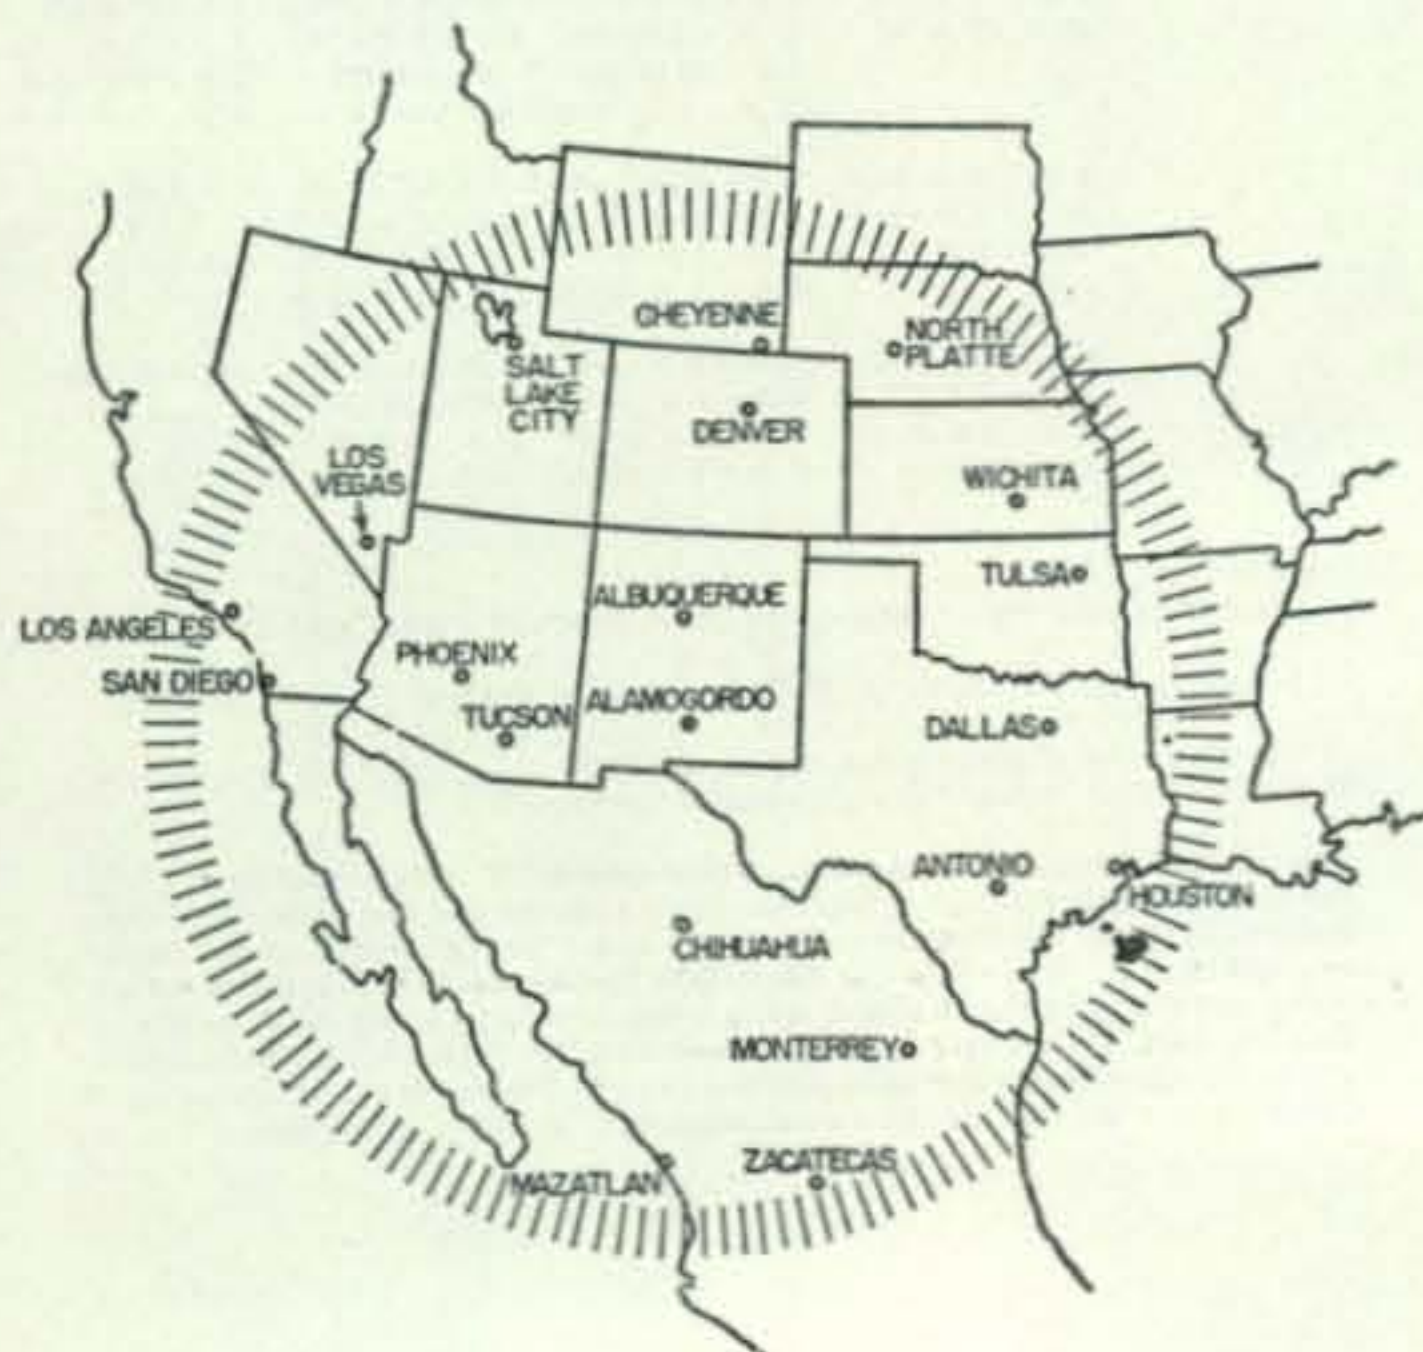 CHEYENNE
NORTH
PLATTE
SALT
LAKE
CITY
DENVER
LOS
VEGAS
WICHITA
TULSA
ALBUQUERQUE
LOS ANGELES
PHOENIX
SAN DIEGO
TUCSON
ALAMOGORDO
DALLAS
ANTONIO
HOUSTON
CHIHUAHUA
MONTERREY
ZACATECAS
MAZATLAN